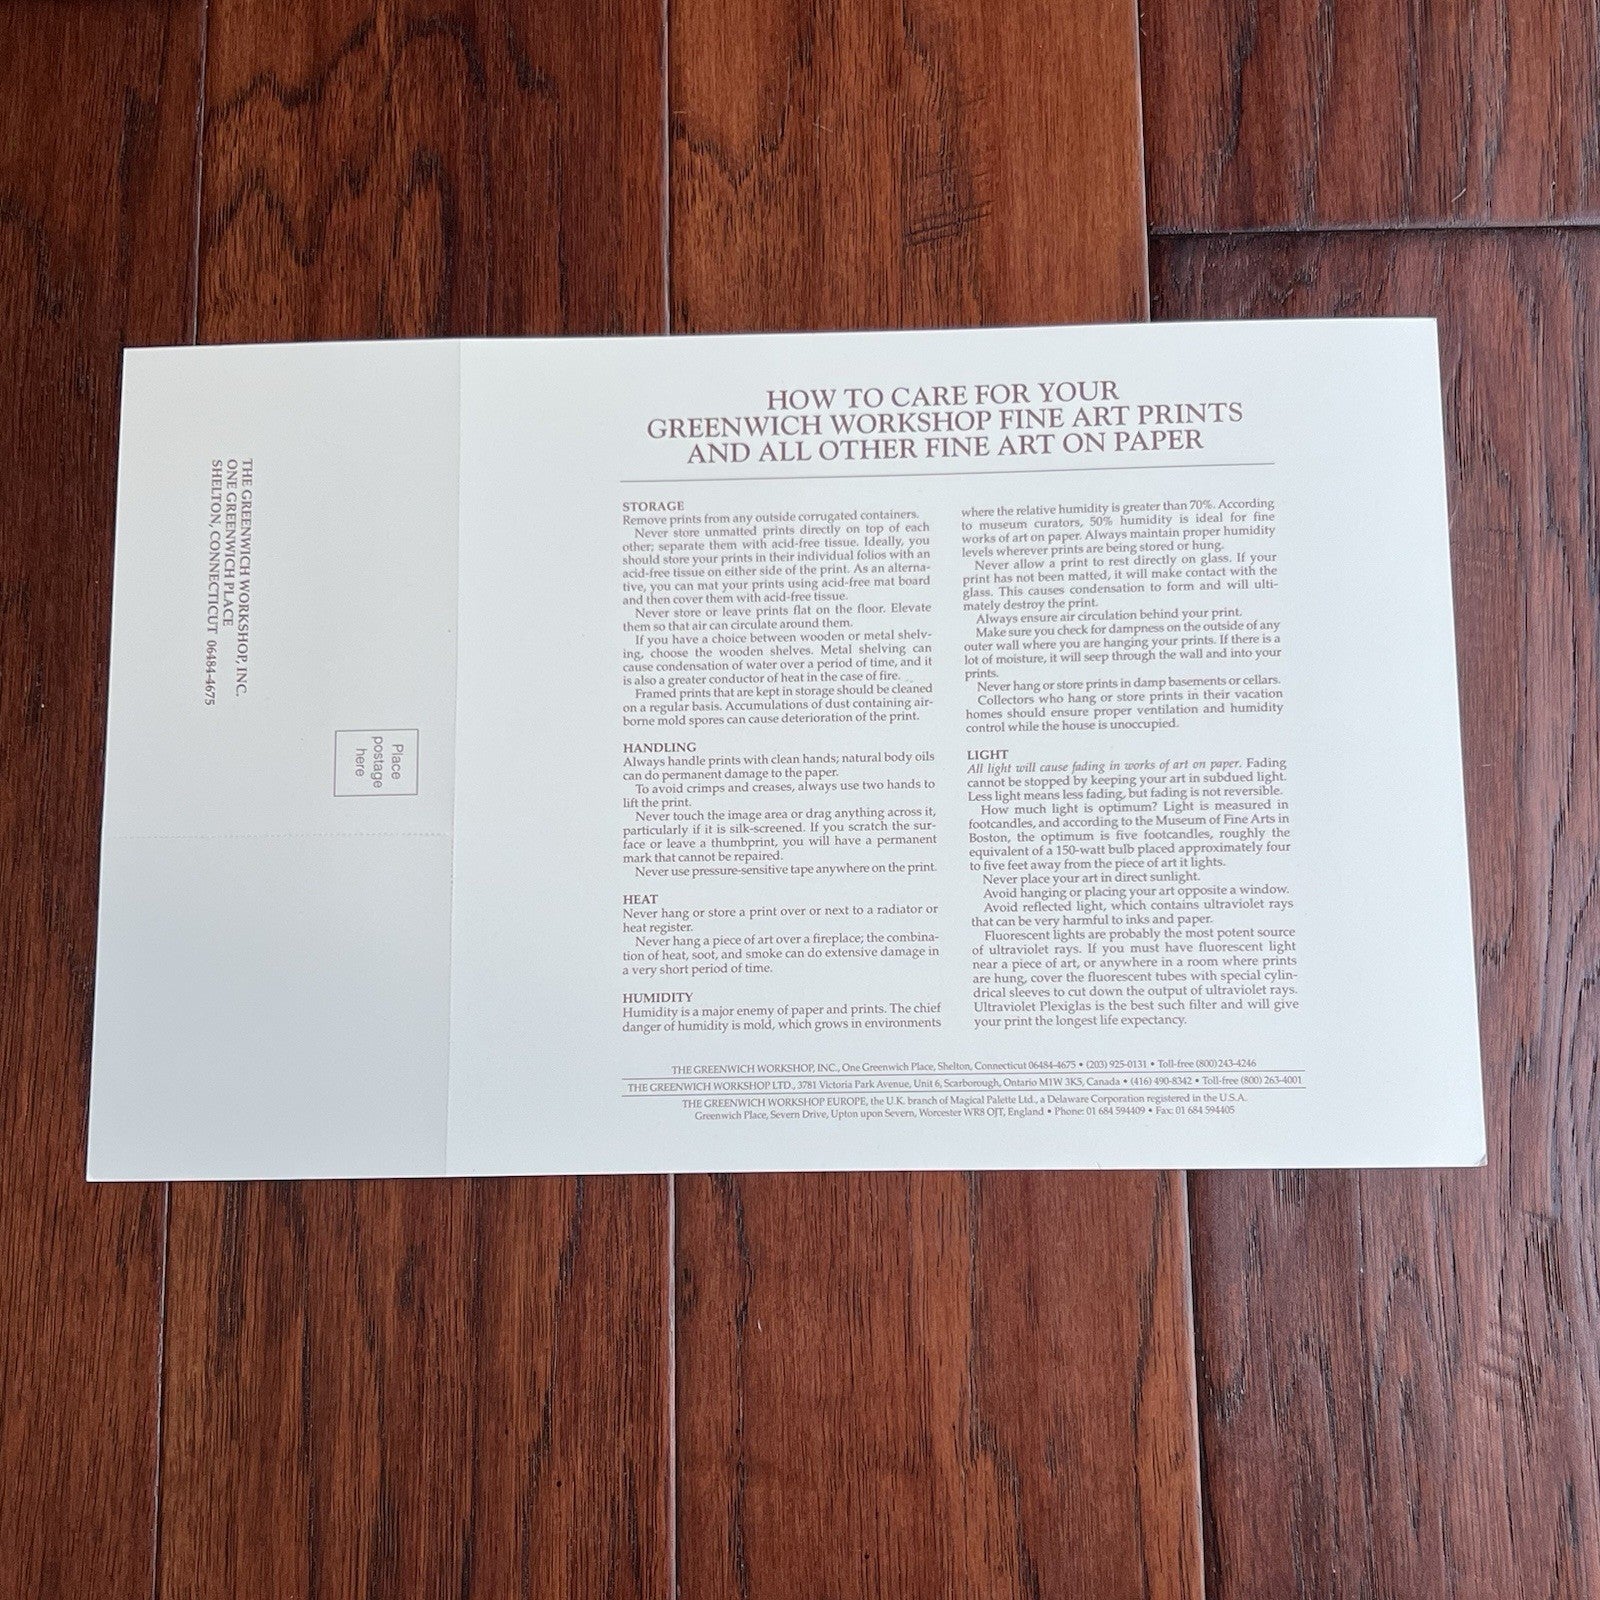 THE GREENWICH WORKSHOP, INC.
ONE GREENWICH PLACE
SHELTON, CONNECTICUT 06484-4675
Place
postage
here
HOW TO CARE FOR YOUR
GREENWICH WORKSHOP FINE ART PRINTS
AND ALL OTHER FINE ART ON PAPER
STORAGE
Remove prints from any outside corrugated containers.
Never store unmatted prints directly on top of each
other; separate them with acid-free tissue. Ideally, you
should store your prints in their individual folios with an
acid-free tissue on either side of the print. As an alterna-
tive, you can mat your prints using acid-free mat board
and then cover them with acid-free tissue.
Never store or leave prints flat on the floor. Elevate
them so that air can circulate around them.
If you have a choice between wooden or metal shelv-
ing, choose the wooden shelves. Metal shelving can
cause condensation of water over a period of time, and it
is also a greater conductor of heat in the case of fire.
Framed prints that are kept in storage should be cleaned
on a regular basis. Accumulations of dust containing air-
borne mold spores can cause deterioration of the print.
HANDLING
Always handle prints with clean hands; natural body oils
can do permanent damage to the paper.
To avoid crimps and creases, always use two hands to
lift the print.
Never touch the image area or drag anything across it,
particularly if it is silk-screened. If you scratch the sur-
face or leave a thumbprint, you will have a permanent
mark that cannot be repaired.
Never use pressure-sensitive tape anywhere on the print.
HEAT
Never hang or store a print over or next to a radiator or
heat register.
Never hang a piece of art over a fireplace; the combina-
tion of heat, soot, and smoke can do extensive damage in
a very short period of time.
HUMIDITY
Humidity is a major enemy of paper and prints. The chief
danger of humidity is mold, which grows in environments
where the relative humidity is greater than 70%. According
to museum curators, 50% humidity is ideal for fine
works of art on paper. Always maintain proper humidity
levels wherever prints are being stored or hung.
Never allow a print to rest directly on glass. If your
print has not been matted, it will make contact with the
glass. This causes condensation to form and will ulti-
mately destroy the print.
Always ensure air circulation behind your print.
Make sure you check for dampness on the outside of any
outer wall where you are hanging your prints. If there is a
lot of moisture, it will seep through the wall and into your
prints.
Never hang or store prints in damp basements or cellars.
Collectors who hang or store prints in their vacation
homes should ensure proper ventilation and humidity
control while the house is unoccupied.
LIGHT
All light will cause fading in works of art on paper. Fading
cannot be stopped by keeping your art in subdued light.
Less light means less fading, but fading is not reversible.
How much light is optimum? Light is measured in
footcandles, and according to the Museum of Fine Arts in
Boston, the optimum is five footcandles, roughly the
equivalent of a 150-watt bulb placed approximately four
to five feet away from the piece of art it lights.
Never place your art in direct sunlight.
Avoid hanging or placing your art opposite a window.
Avoid reflected light, which contains ultraviolet rays
that can be very harmful to inks and paper.
Fluorescent lights are probably the most potent source
of ultraviolet rays. If you must have fluorescent light
near a piece of art, or anywhere in a room where prints
are hung, cover the fluorescent tubes with special cylin-
drical sleeves to cut down the output of ultraviolet rays.
Ultraviolet Plexiglas is the best such filter and will give
your print the longest life expectancy.
THE GREENWICH WORKSHOP, INC., One Greenwich Place, Shelton, Connecticut 06484-4675 • (203) 925-0131 • Toll-free (800) 243-4246
THE GREENWICH WORKSHOP LTD., 3781 Victoria Park Avenue, Unit 6, Scarborough, Ontario M1W 3K5, Canada • (416) 490-8342 • Toll-free (800) 263-4001
THE GREENWICH WORKSHOP EUROPE, the U.K. branch of Magical Palette Ltd., a Delaware Corporation registered in the U.S.A.
Greenwich Place, Severn Drive, Upton upon Severn, Worcester WR8 OJT, England • Phone: 01 684 594409 • Fax: 01 684 594405